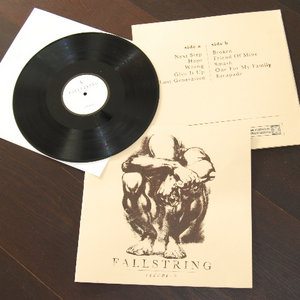 side a
Next Step
Hope
Wrong
Give It Up
Lost Generation
side b
Broken
Friend Of Mine
Smash
One For My Family
Escapade
FALLSTRING